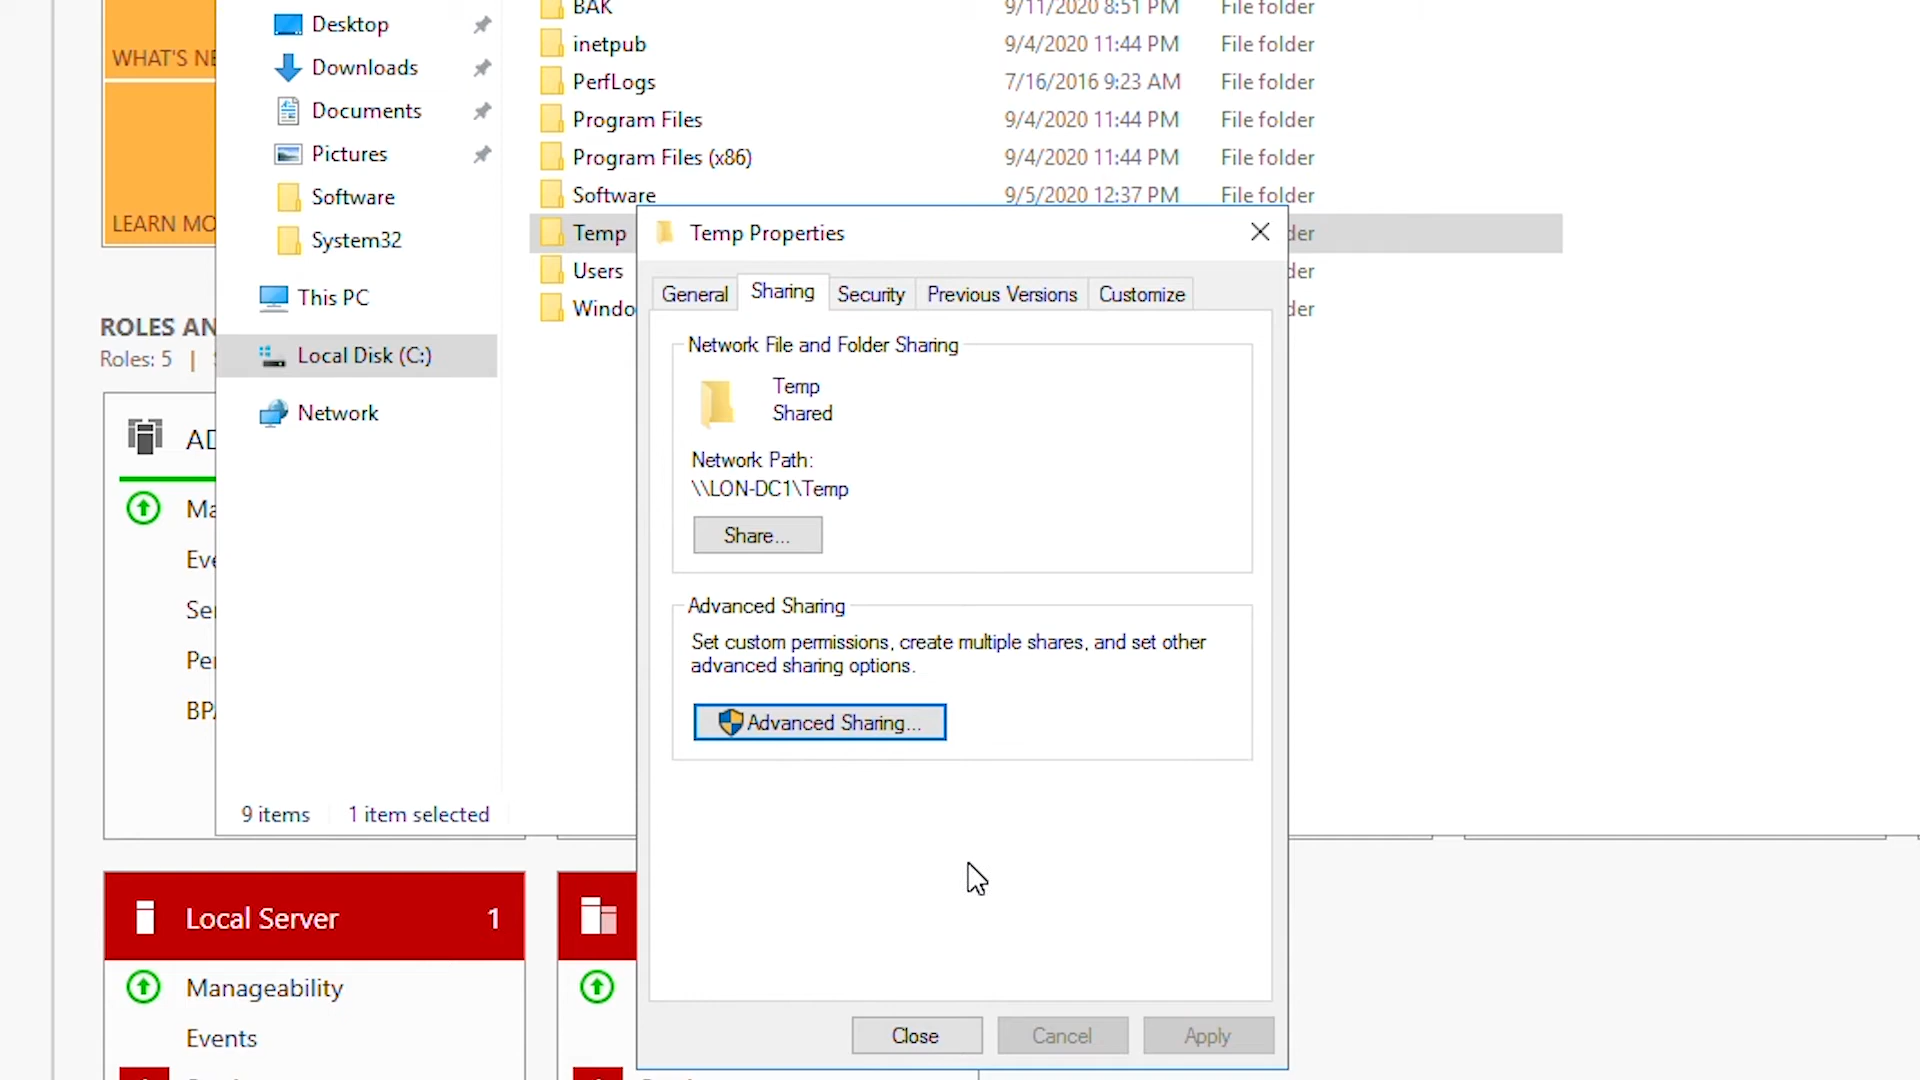 WHAT'S NE
LEARN MO
ROLES AN
Roles: 5 |
AD
Ma
Eve
Ser
Per
BPA
Desktop
Downloads
Documents
Pictures
Software
System32
This PC
Local Disk (C:)
Network
9 items 1 item selected
BAK 9/11/2020 8:51 PM File folder
inetpub 9/4/2020 11:44 PM File folder
PerfLogs 7/16/2016 9:23 AM File folder
Program Files 9/4/2020 11:44 PM File folder
Program Files (x86) 9/4/2020 11:44 PM File folder
Software 9/5/2020 12:37 PM File folder
Temp der
Users der
Windo der
Temp Properties
General Sharing Security Previous Versions Customize
Network File and Folder Sharing
Temp
Shared
Network Path:
\\LON-DC1\Temp
Share...
Advanced Sharing
Set custom permissions, create multiple shares, and set other
advanced sharing options.
Advanced Sharing...
Close Cancel Apply
Local Server 1
Manageability
Events